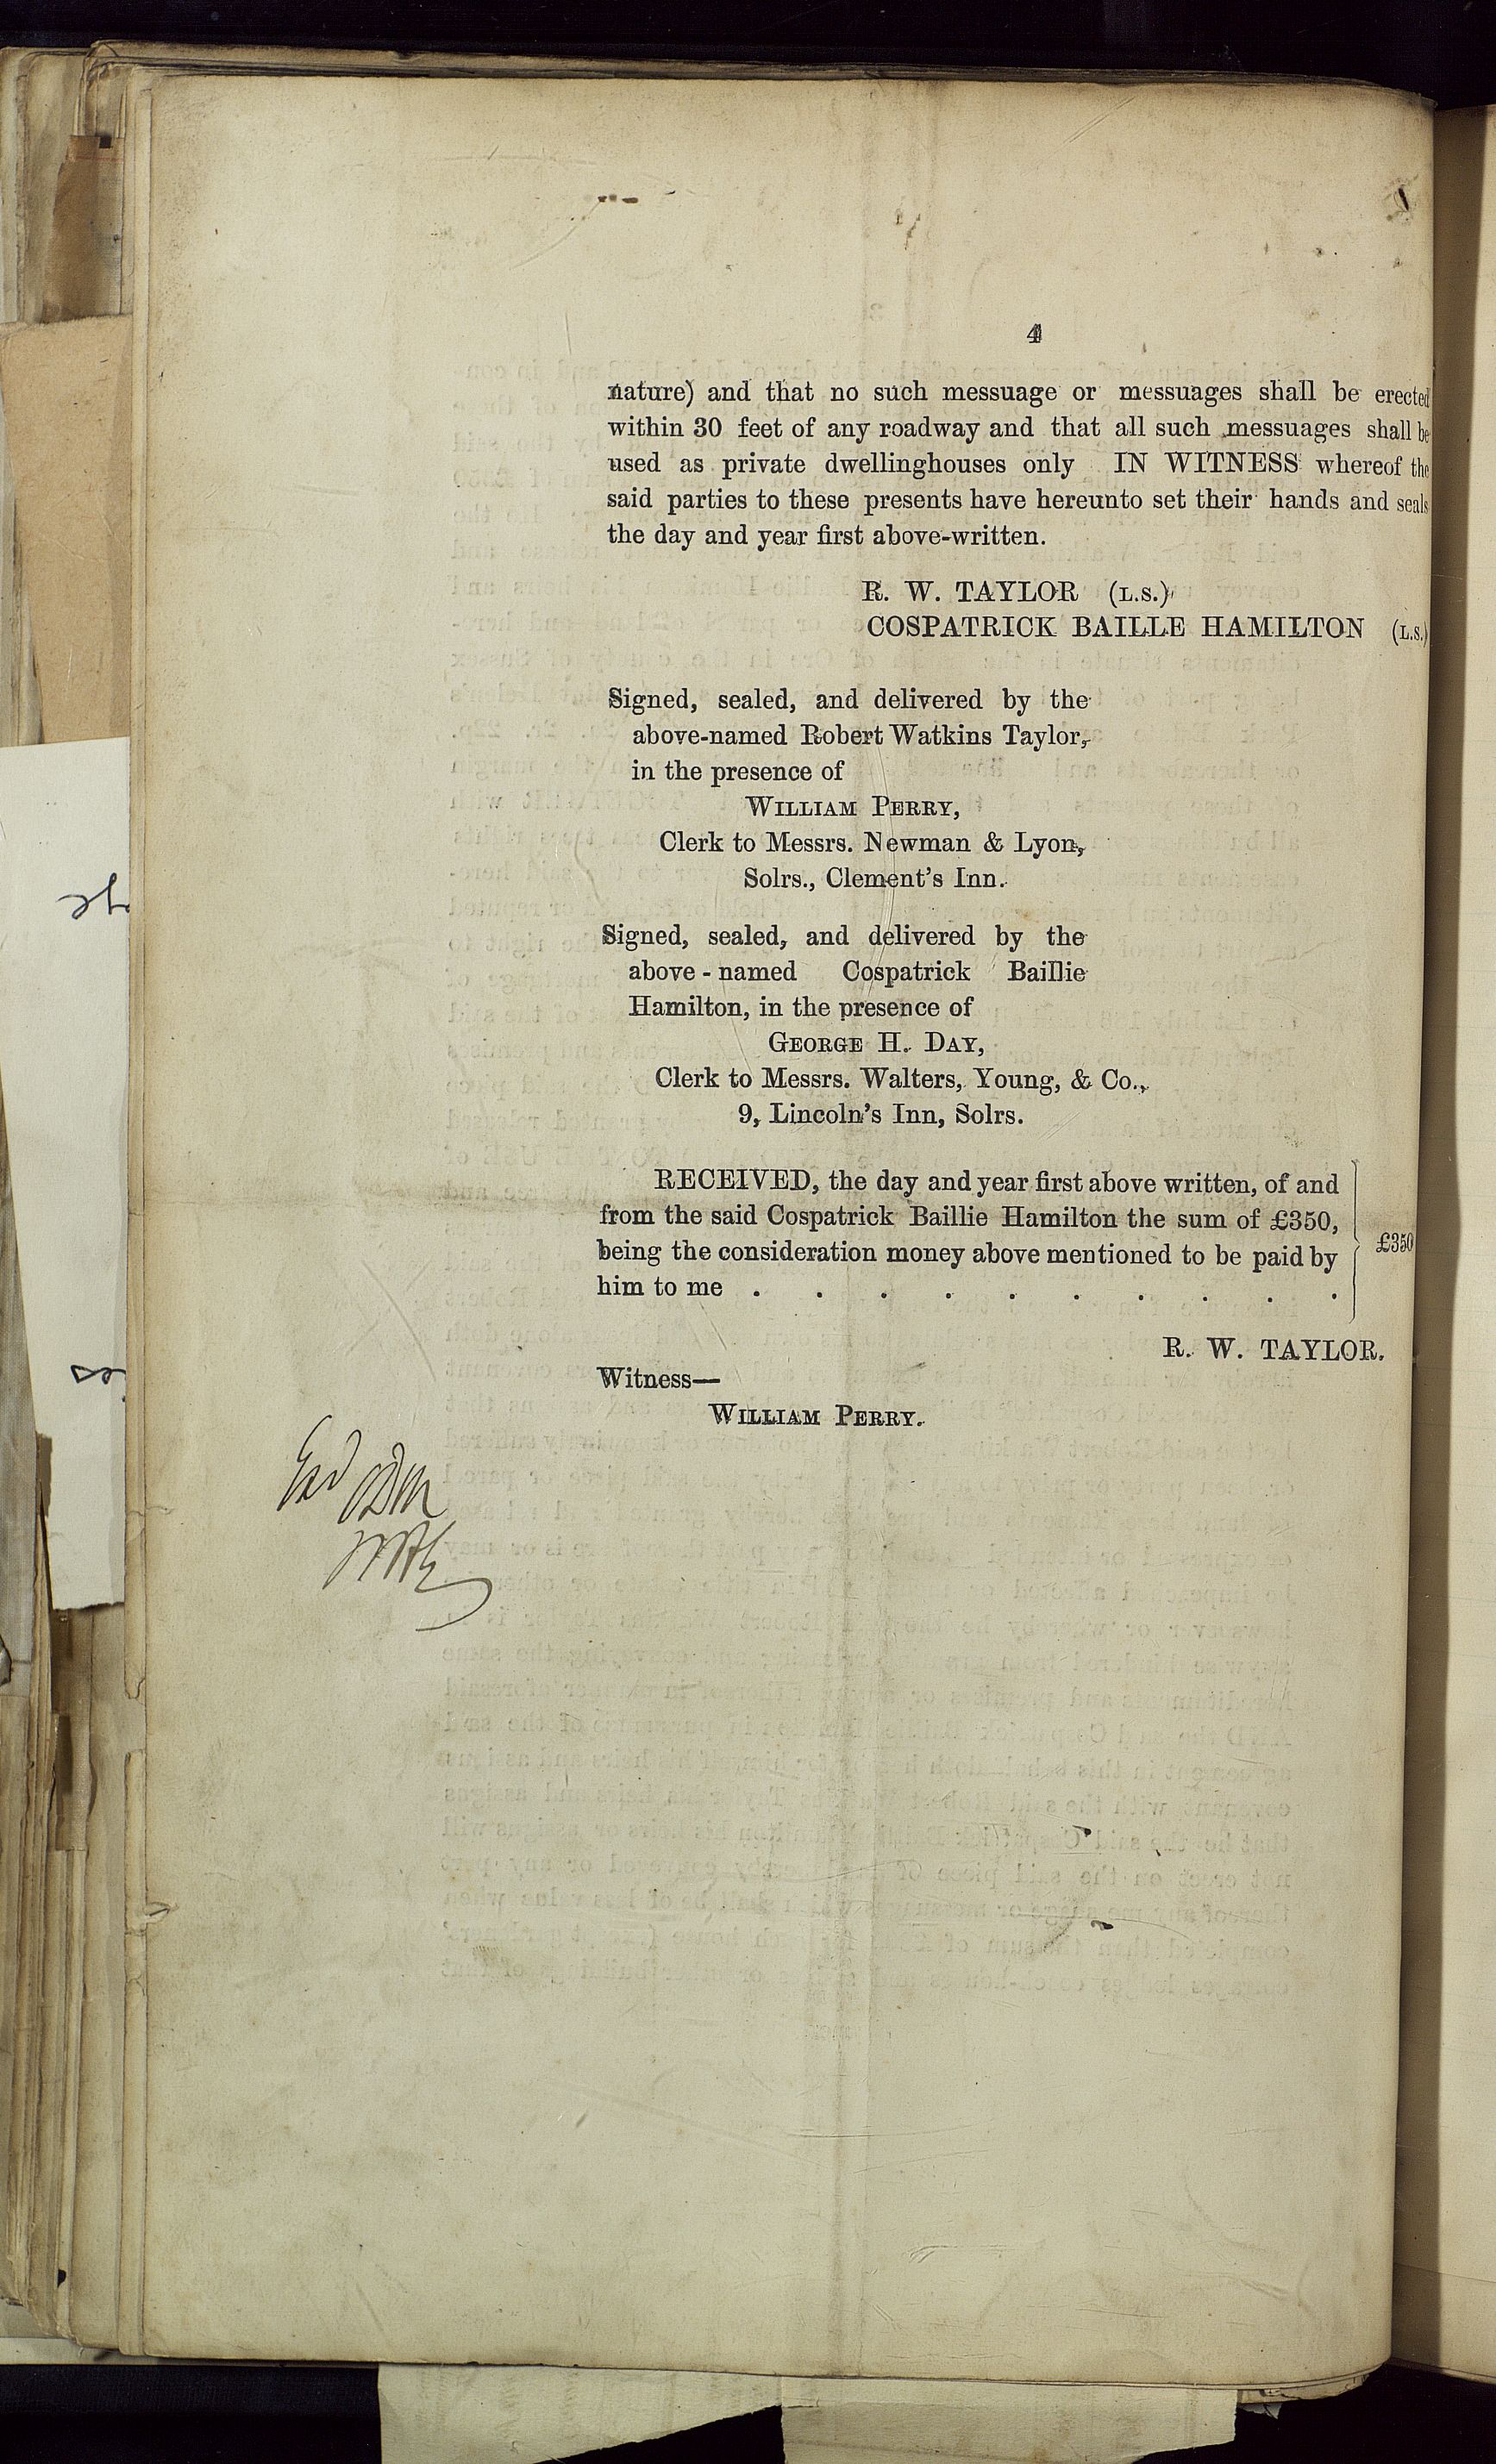 4
nature) and that no such messuage or messuages shall be erected
within 30 feet of any roadway and that all such messuages shall be
used as private dwellinghouses only IN WITNESS whereof the
said parties to these presents have hereunto set their hands and seals
the day and year first above-written.
R. W. TAYLOR (L.S.)
COSPATRICK BAILLE HAMILTON (L.S.)
Signed, sealed, and delivered by the
above-named Robert Watkins Taylor,
in the presence of
WILLIAM PERRY,
Clerk to Messrs. Newman & Lyon,
Solrs., Clement's Inn.
Signed, sealed, and delivered by the
above-named Cospatrick Baillie
Hamilton, in the presence of
GEORGE H. DAY,
Clerk to Messrs. Walters, Young, & Co.,
9, Lincoln's Inn, Solrs.
RECEIVED, the day and year first above written, of and
from the said Cospatrick Baillie Hamilton the sum of £350,
being the consideration money above mentioned to be paid by
him to me . . . . . . . . . .
£350
R. W. TAYLOR.
Witness—
WILLIAM PERRY.